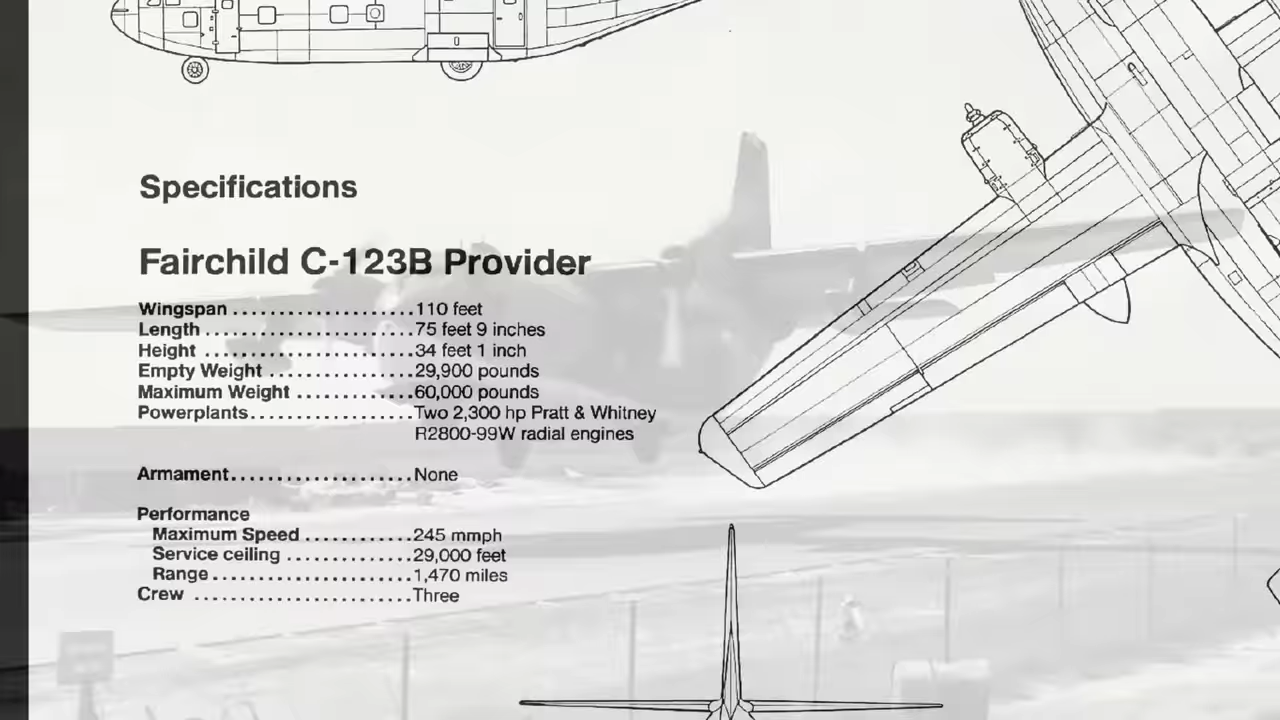 Specifications
Fairchild C-123B Provider
Wingspan ....................110 feet
Length .......................75 feet 9 inches
Height .......................34 feet 1 inch
Empty Weight ................29,900 pounds
Maximum Weight .............60,000 pounds
Powerplants..................Two 2,300 hp Pratt & Whitney
R2800-99W radial engines
Armament....................None
Performance
Maximum Speed ............245 mmph
Service ceiling ..............29,000 feet
Range......................1,470 miles
Crew ........................Three